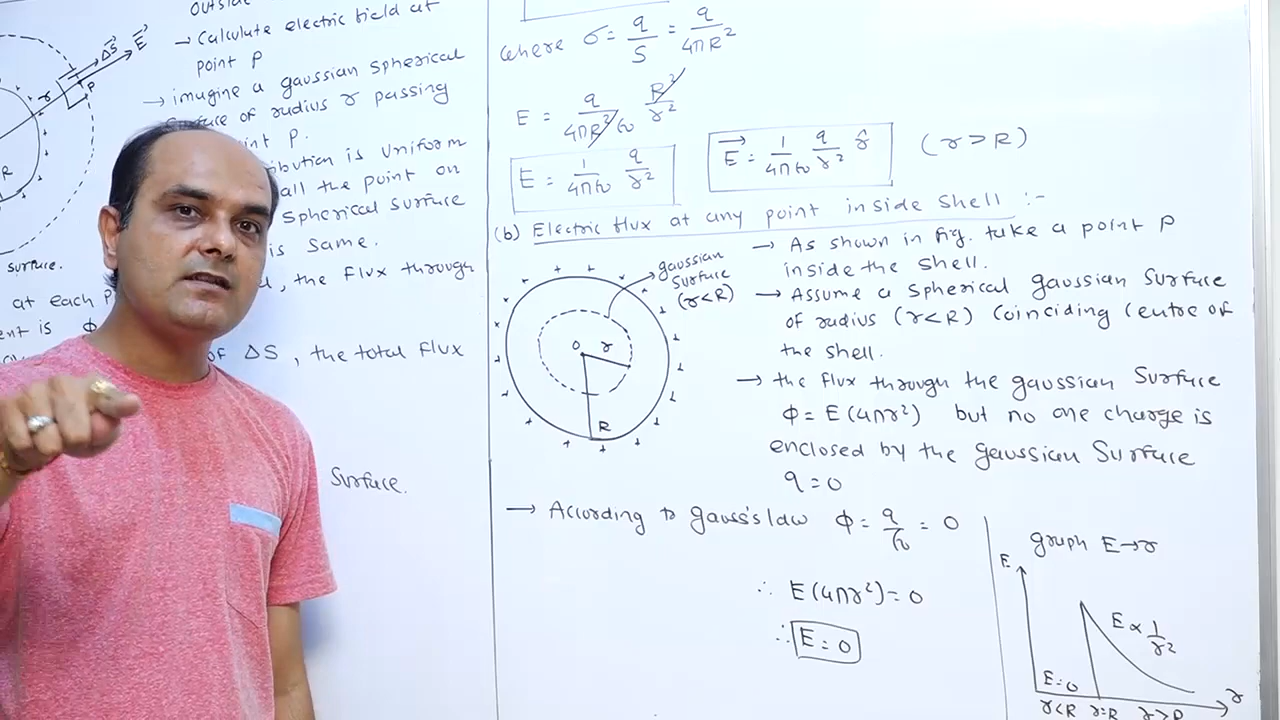 outside
→ Calculate electric field at
point P
→ imagine a gaussian spherical
surface of radius r passing
point P.
bution is uniform
all the point on
spherical surface
is same.
surface.
at each P
, the flux through
ent is Φ
of ΔS, the total flux
surface.
ΔS⃗
E⃗
P
r
R
where σ = q/S = q/4πR²
E = q/4πR²ε₀ R²/r²
E = 1/4πε₀ q/r²
E⃗ = 1/4πε₀ q/r² r̂ (r > R)
(b) Electric flux at any point inside shell :-
gaussian
surface
(r<R)
O
r
R
→ As shown in fig. take a point P
inside the shell.
→ Assume a spherical gaussian surface
of radius (r<R) coinciding centre of
the shell.
→ the flux through the gaussian surface
Φ = E(4πr²) but no one charge is
enclosed by the gaussian surface
q = 0
→ According to gauss's law Φ = q/ε₀ = 0
∴ E(4πr²) = 0
∴ E = 0
graph E→r
E
E ∝ 1/r²
E=0
r
r<R r=R r>R